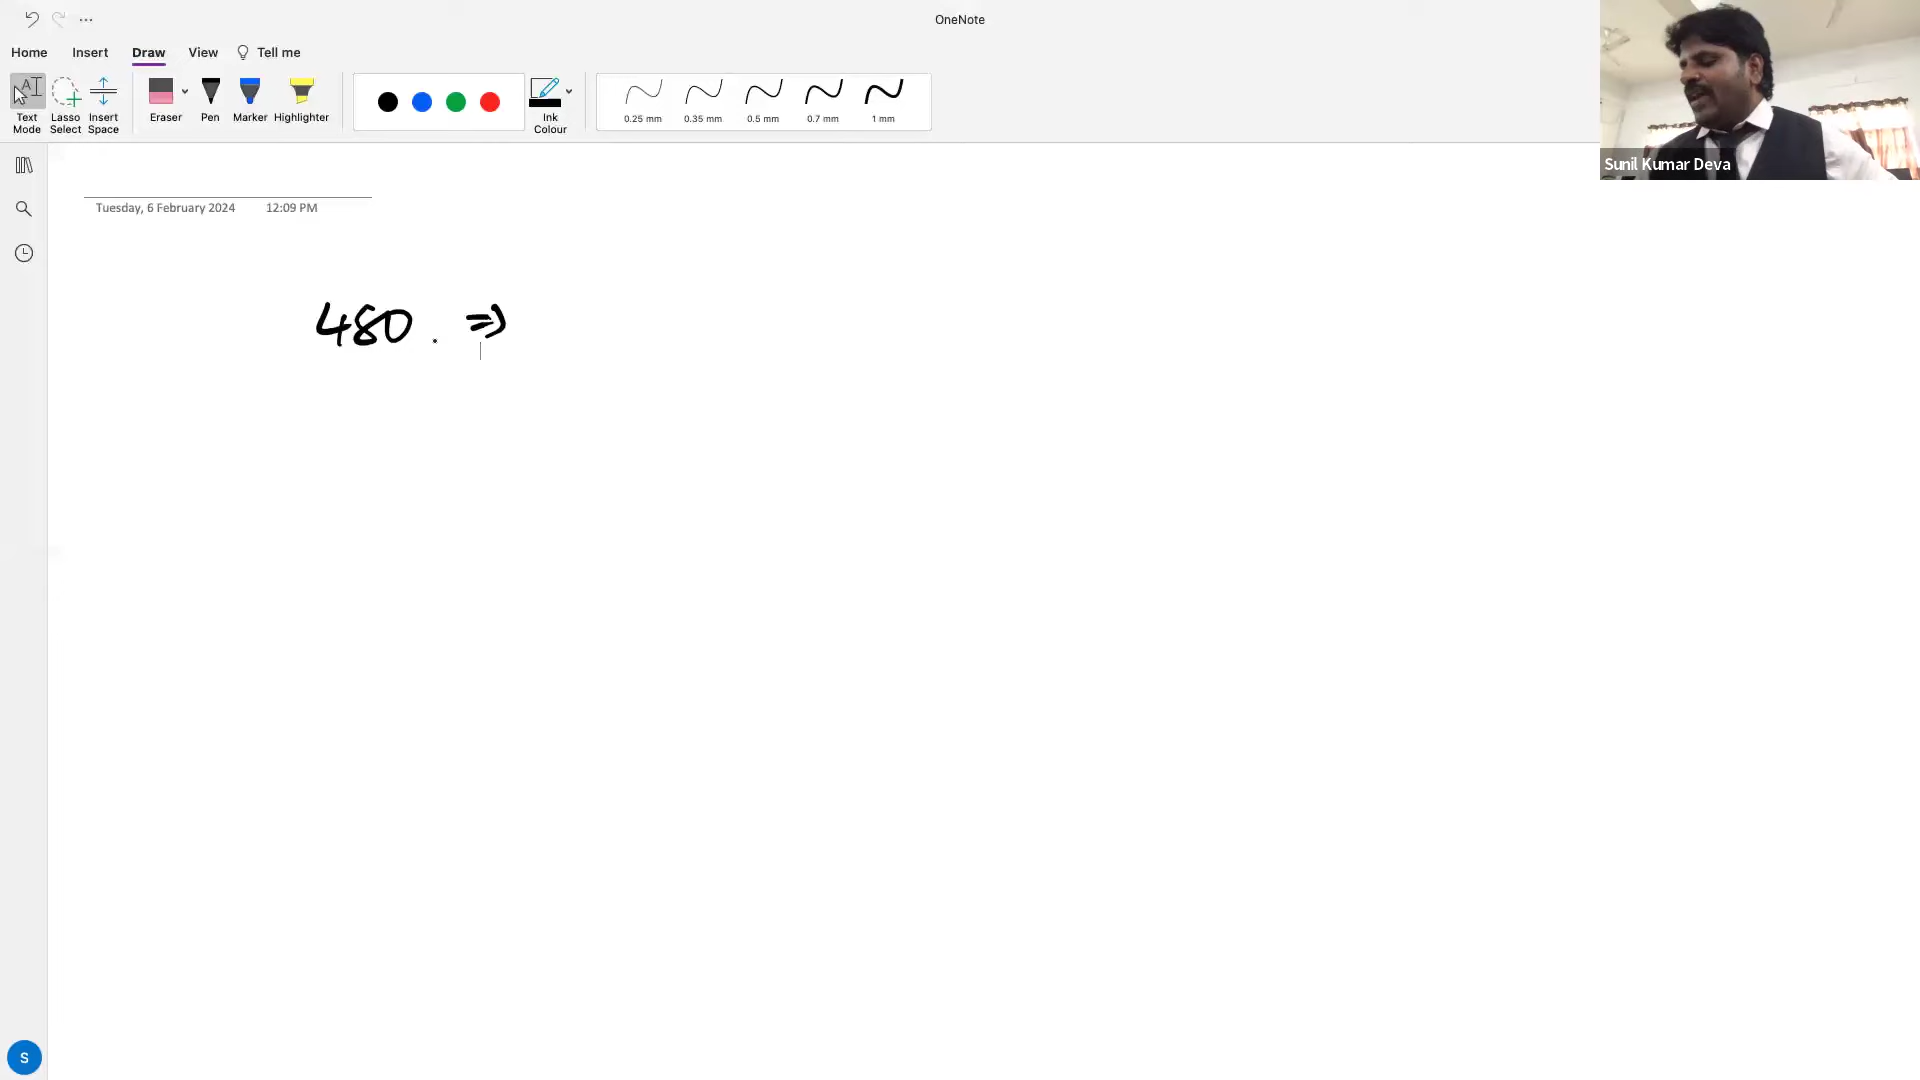 OneNote
Home Insert Draw View Tell me
Text Mode Lasso Select Insert Space Eraser Pen Marker Highlighter Ink Colour 0.25 mm 0.35 mm 0.5 mm 0.7 mm 1 mm
Sunil Kumar Deva
Tuesday, 6 February 2024 12:09 PM
480 . ⇒
S